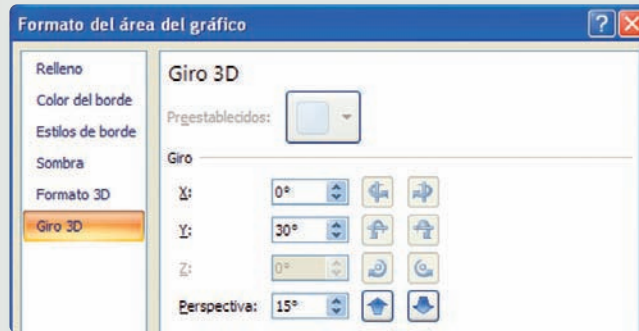 Formato del área del gráfico
Relleno
Color del borde
Estilos de borde
Sombra
Formato 3D
Giro 3D
Giro 3D
Preestablecidos:
Giro
X: 0°
Y: 30°
Z: 0°
Perspectiva: 15°